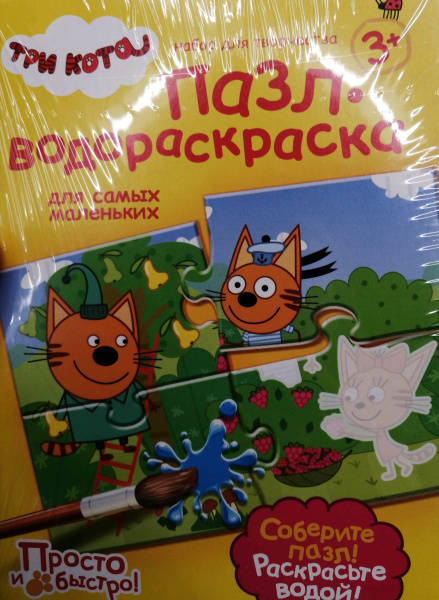 ТРИ КОТА
набор для творчества
3+
ПаЗЛ-
водораскраска
для самых
маленьких
Просто
и быстро!
Соберите
пазл!
Раскрасьте
водой!